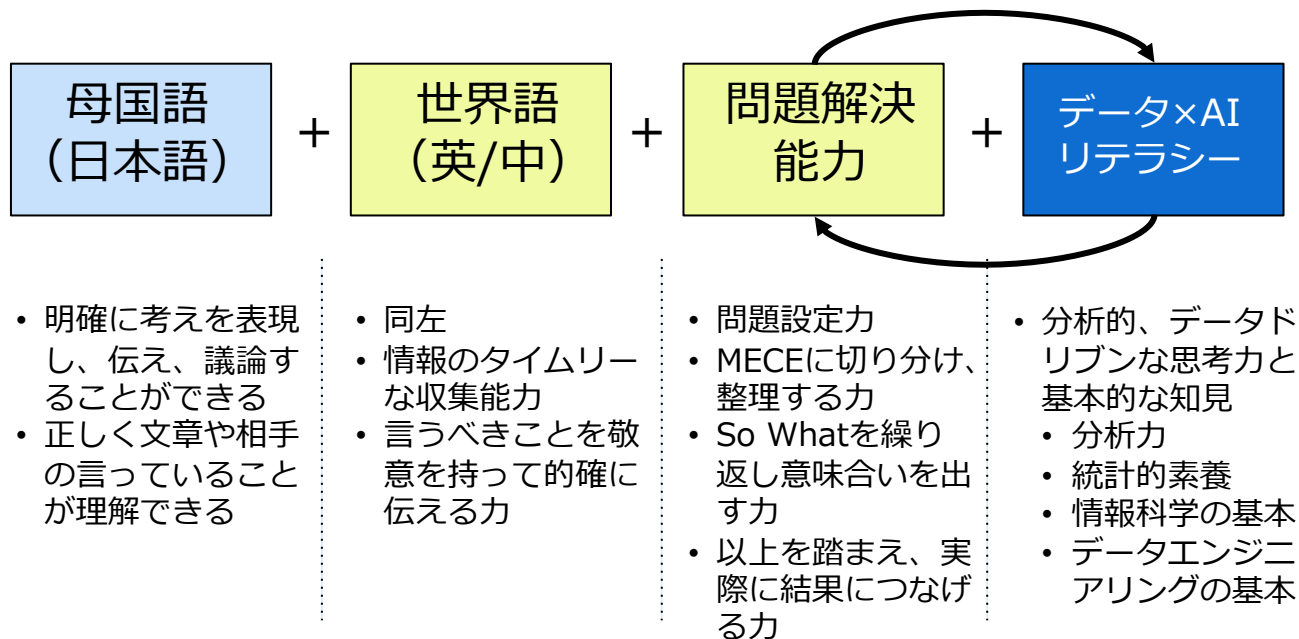 母国語
（日本語）
+
世界語
（英/中）
+
問題解決
能力
+
データ×AI
リテラシー
• 明確に考えを表現
し、伝え、議論す
ることができる
• 正しく文章や相手
の言っていること
が理解できる
• 同左
• 情報のタイムリー
な収集能力
• 言うべきことを敬
意を持って的確に
伝える力
• 問題設定力
• MECEに切り分け、
整理する力
• So Whatを繰り
返し意味合いを出
す力
• 以上を踏まえ、実
際に結果につなげ
る力
• 分析的、データド
リブンな思考力と
基本的な知見
• 分析力
• 統計的素養
• 情報科学の基本
• データエンジニ
アリングの基本